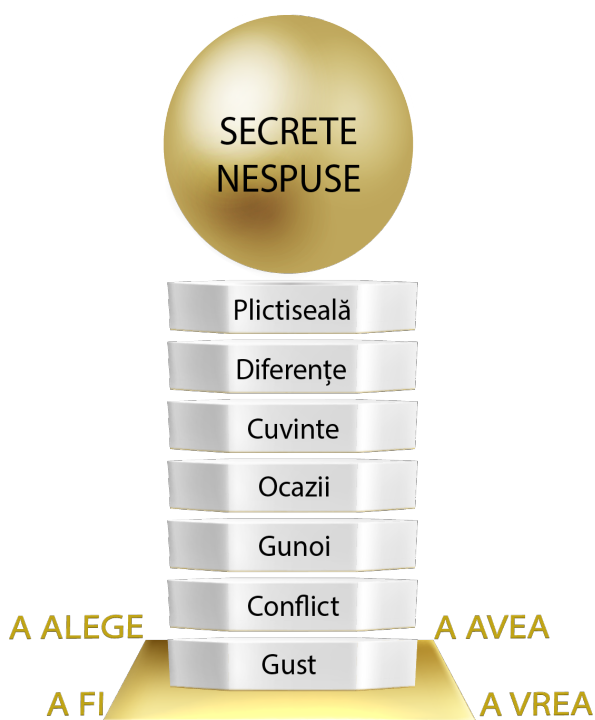 SECRETE
NESPUSE
Plictiseală
Diferențe
Cuvinte
Ocazii
Gunoi
Conflict
A ALEGE
A AVEA
Gust
A FI
A VREA